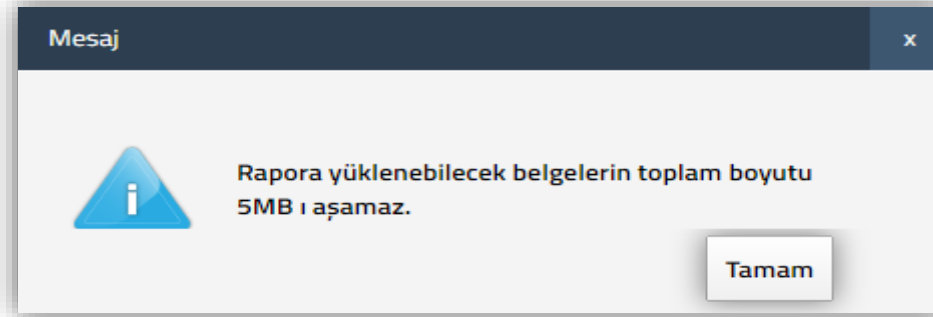 Mesaj
x
Rapora yüklenebilecek belgelerin toplam boyutu
5MB ı aşamaz.
Tamam